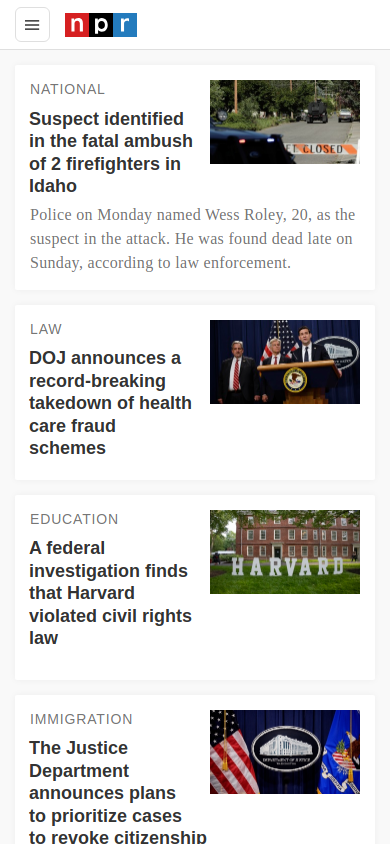 npr
NATIONAL
Suspect identified
in the fatal ambush
of 2 firefighters in
Idaho
ET CLOSED
Police on Monday named Wess Roley, 20, as the
suspect in the attack. He was found dead late on
Sunday, according to law enforcement.
LAW
DOJ announces a
record-breaking
takedown of health
care fraud
schemes
EDUCATION
A federal
investigation finds
that Harvard
violated civil rights
law
HARVARD
IMMIGRATION
The Justice
Department
announces plans
to prioritize cases
to revoke citizenship